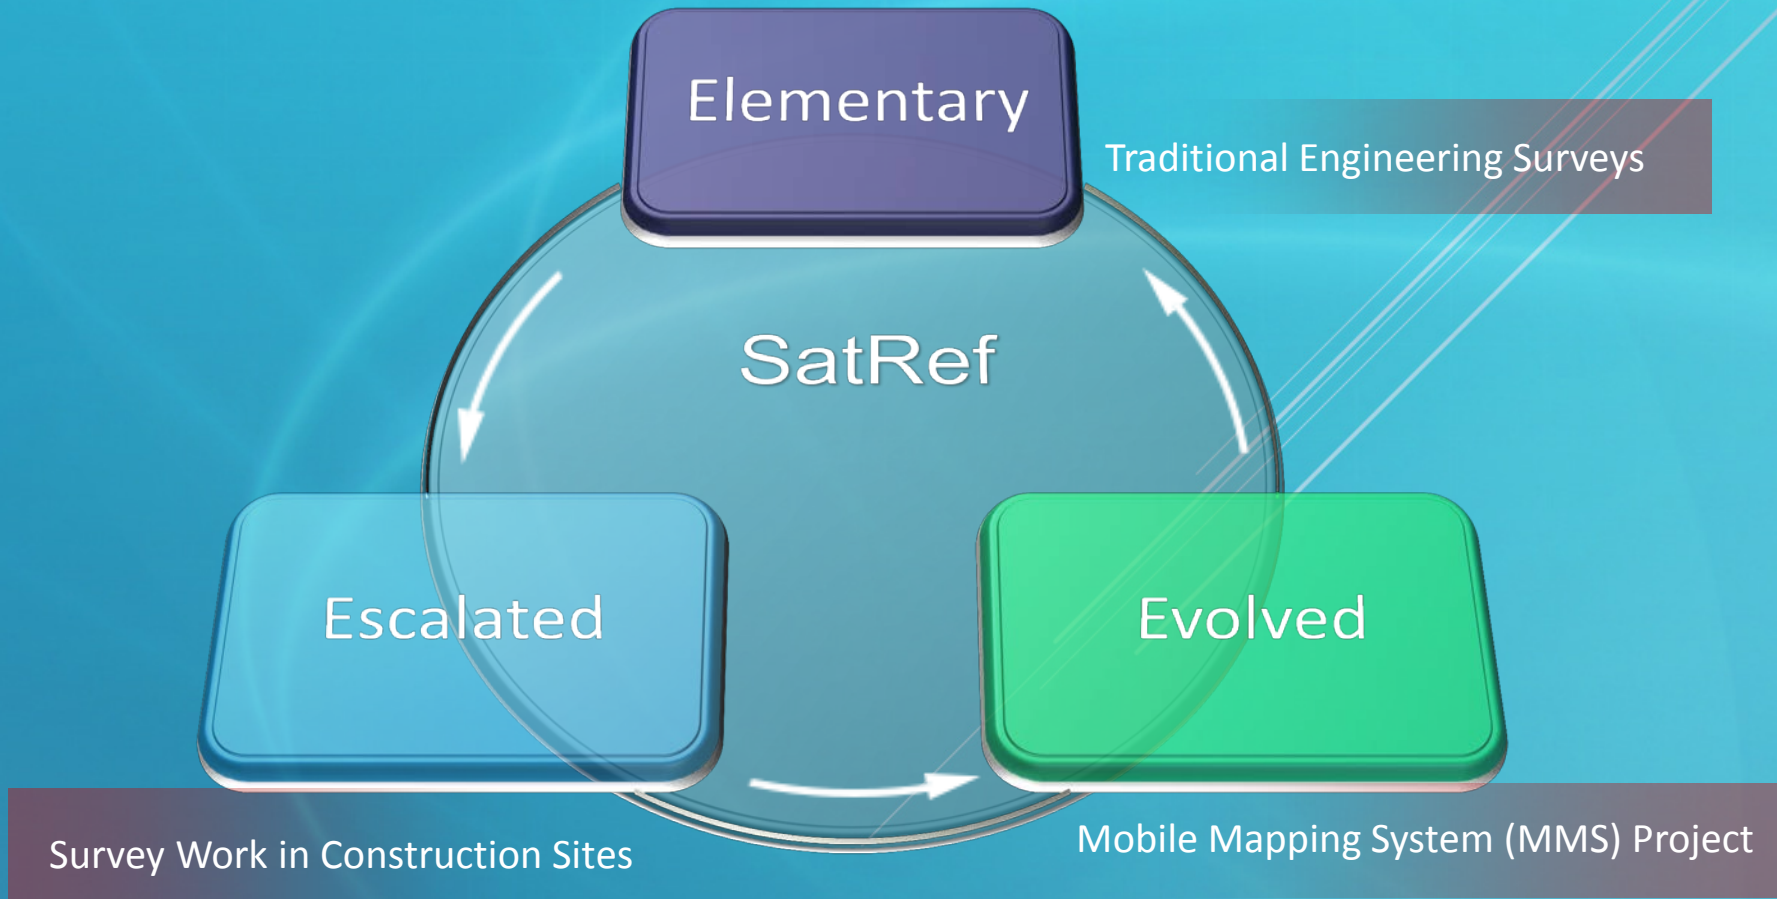 Elementary
Traditional Engineering Surveys
SatRef
Escalated
Evolved
Survey Work in Construction Sites
Mobile Mapping System (MMS) Project